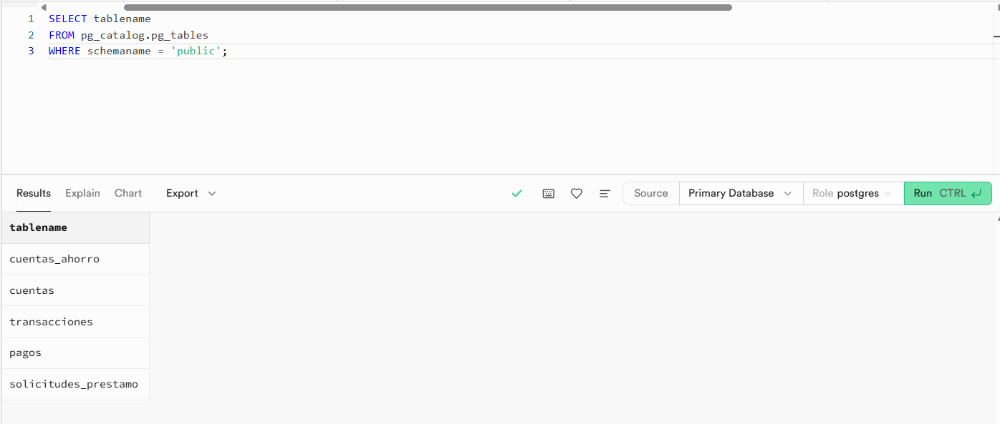 1 SELECT tablename
2 FROM pg_catalog.pg_tables
3 WHERE schemaname = 'public';
Results Explain Chart Export Source Primary Database Role postgres Run CTRL
tablename
cuentas_ahorro
cuentas
transacciones
pagos
solicitudes_prestamo